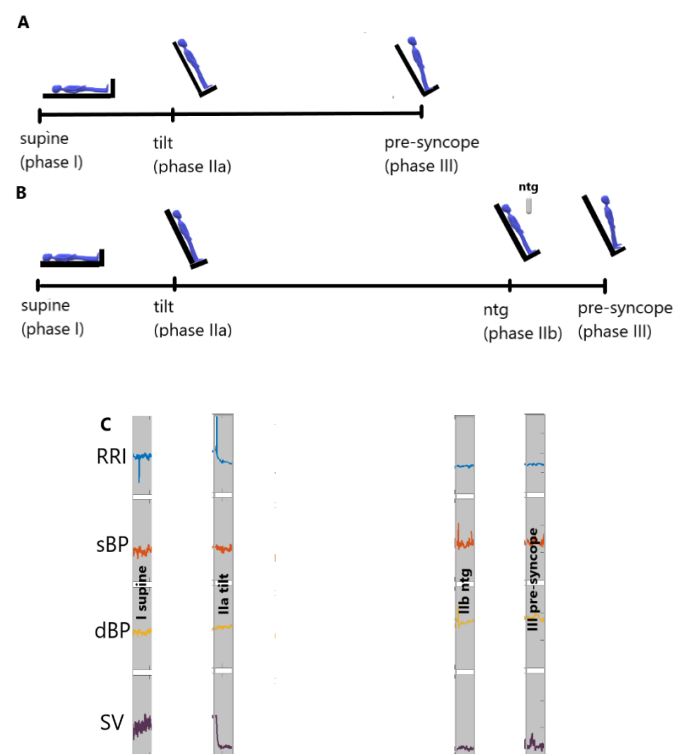 A
supine
(phase I)
tilt
(phase IIa)
pre-syncope
(phase III)
B
ntg
supine
(phase I)
tilt
(phase IIa)
ntg
(phase IIb)
pre-syncope
(phase III)
C
RRI
sBP
dBP
SV
I supine
IIa tilt
IIb ntg
III pre-syncope